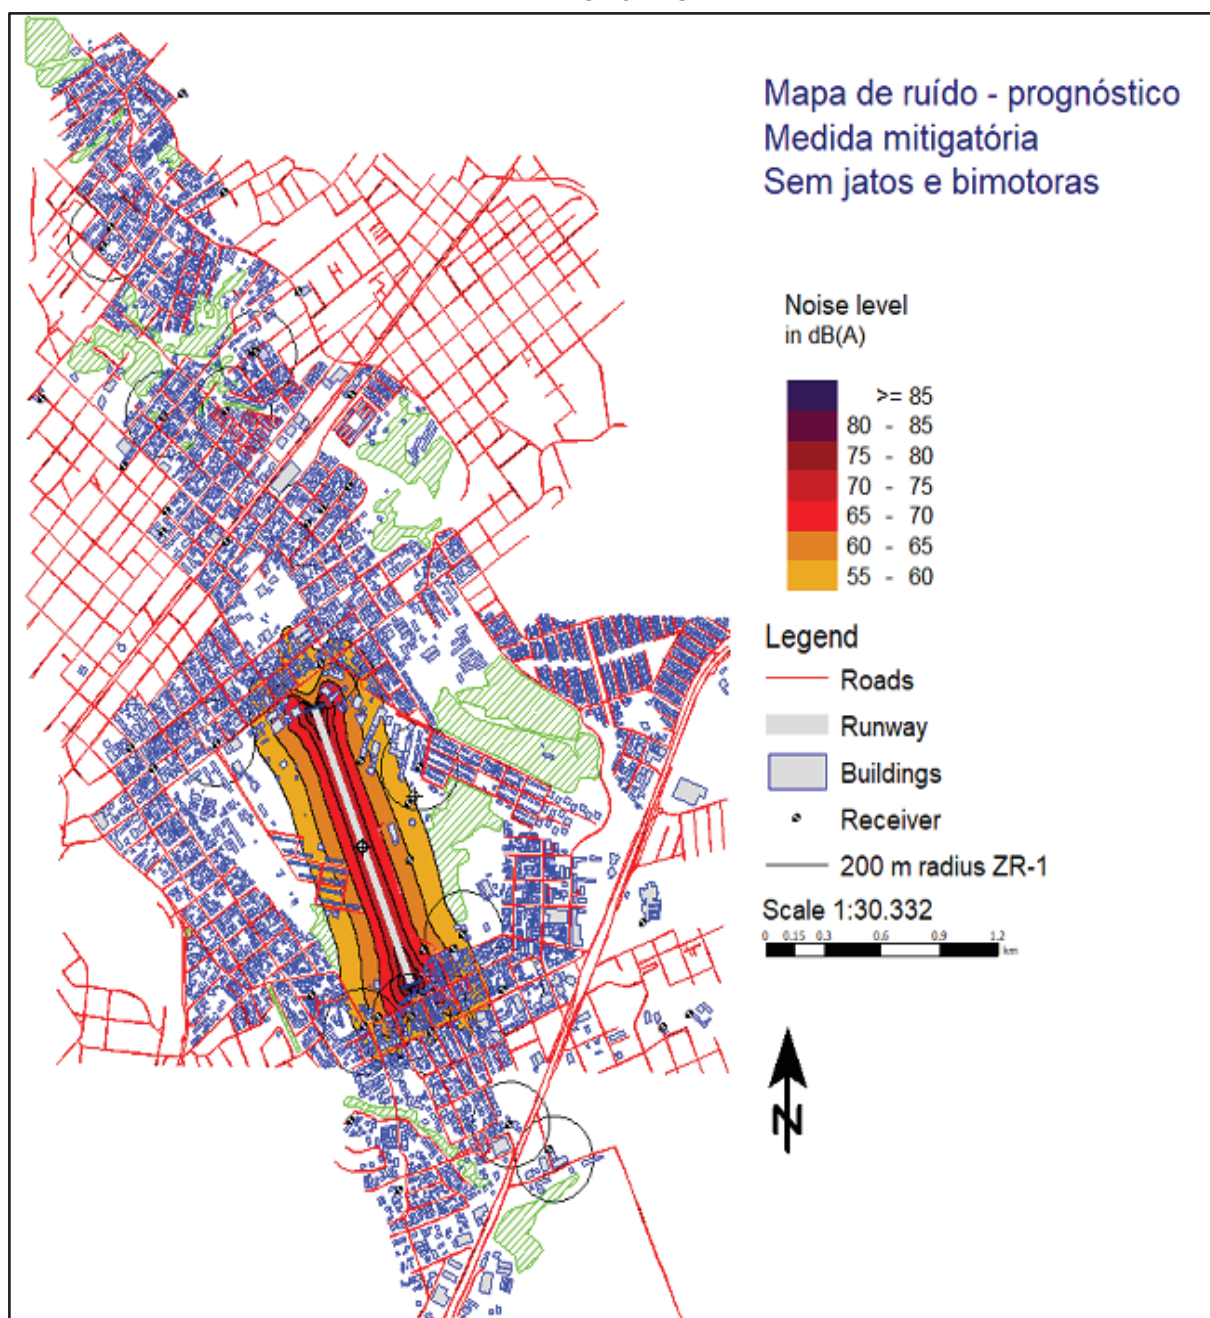 Mapa de ruído - prognóstico
Medida mitigatória
Sem jatos e bimotoras
Noise level
in dB(A)
>= 85
80 - 85
75 - 80
70 - 75
65 - 70
60 - 65
55 - 60
Legend
Roads
Runway
Buildings
Receiver
200 m radius ZR-1
Scale 1:30.332
0 0.15 0.3 0.6 0.9 1.2
km
N